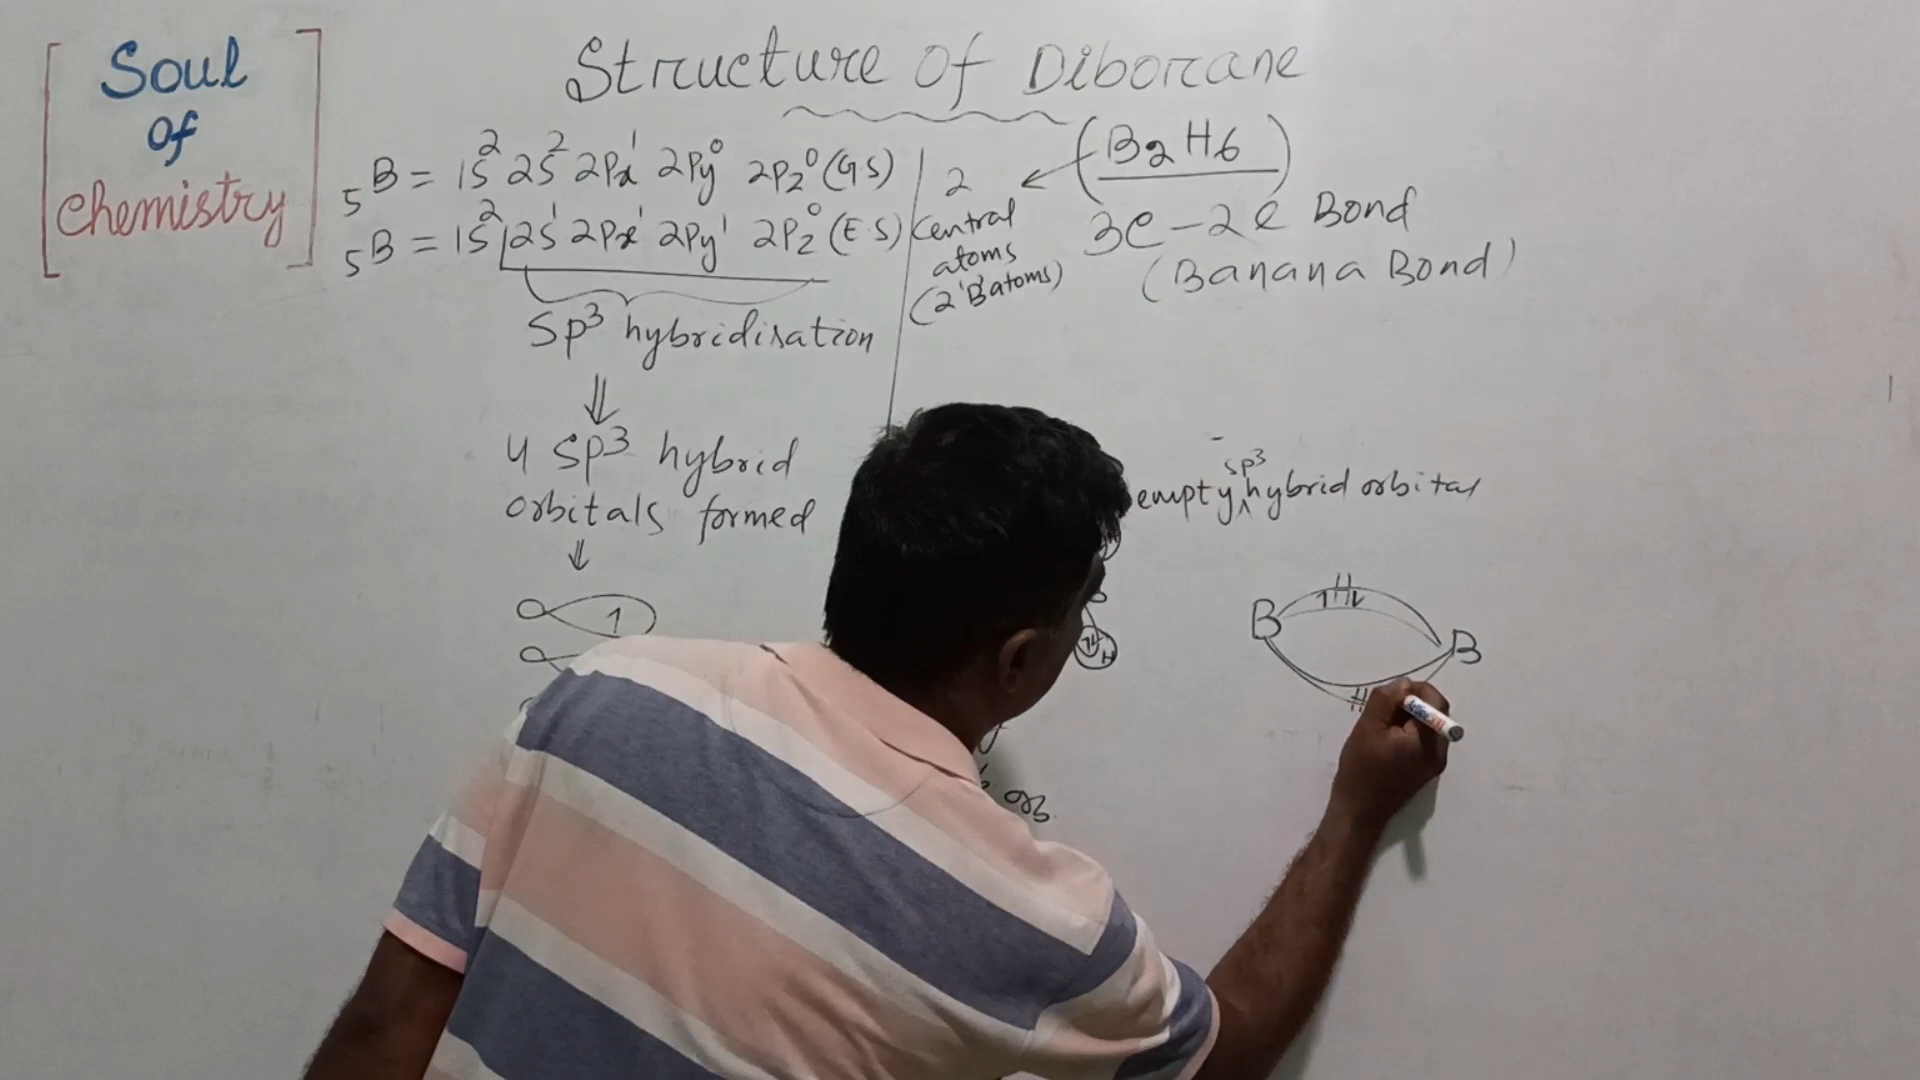 Soul
Of
Chemistry
Structure of Diborane
(B2H6)
5B = 1S² 2S² 2Px¹ 2Py⁰ 2Pz⁰ (G S)
5B = 1S² 2S¹ 2Px¹ 2Py¹ 2Pz⁰ (E.S)
Sp³ hybridisation
⇓
4 Sp³ hybrid
orbitals formed
⇓
1
2
Central
atoms
(2 'B' atoms)
3C-2e Bond
(Banana Bond)
empty sp³ hybrid orbital
B H B
H
H